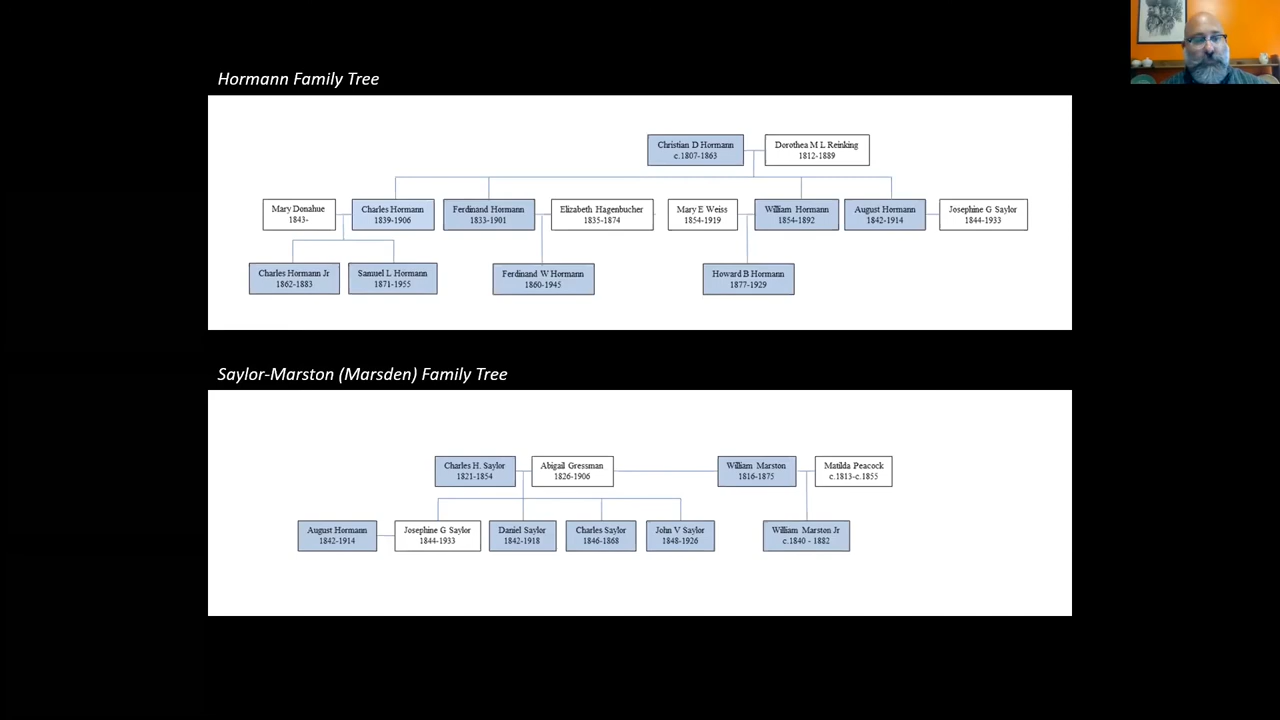 Hormann Family Tree
Christian D Hormann
c.1807-1863
Dorothea M L Reinking
1812-1889
Mary Donahue
1843-
Charles Hormann
1839-1906
Ferdinand Hormann
1833-1901
Elizabeth Hagenbucher
1835-1874
Mary E Weiss
1854-1919
William Hormann
1854-1892
August Hormann
1842-1914
Josephine G Saylor
1844-1933
Charles Hormann Jr
1862-1883
Samuel L Hormann
1871-1955
Ferdinand W Hormann
1860-1945
Howard B Hormann
1877-1929
Saylor-Marston (Marsden) Family Tree
Charles H. Saylor
1821-1854
Abigail Gressman
1826-1906
William Marston
1816-1875
Matilda Peacock
c.1813-c.1855
August Hormann
1842-1914
Josephine G Saylor
1844-1933
Daniel Saylor
1842-1918
Charles Saylor
1846-1868
John V Saylor
1848-1926
William Marston Jr
c.1840 - 1882